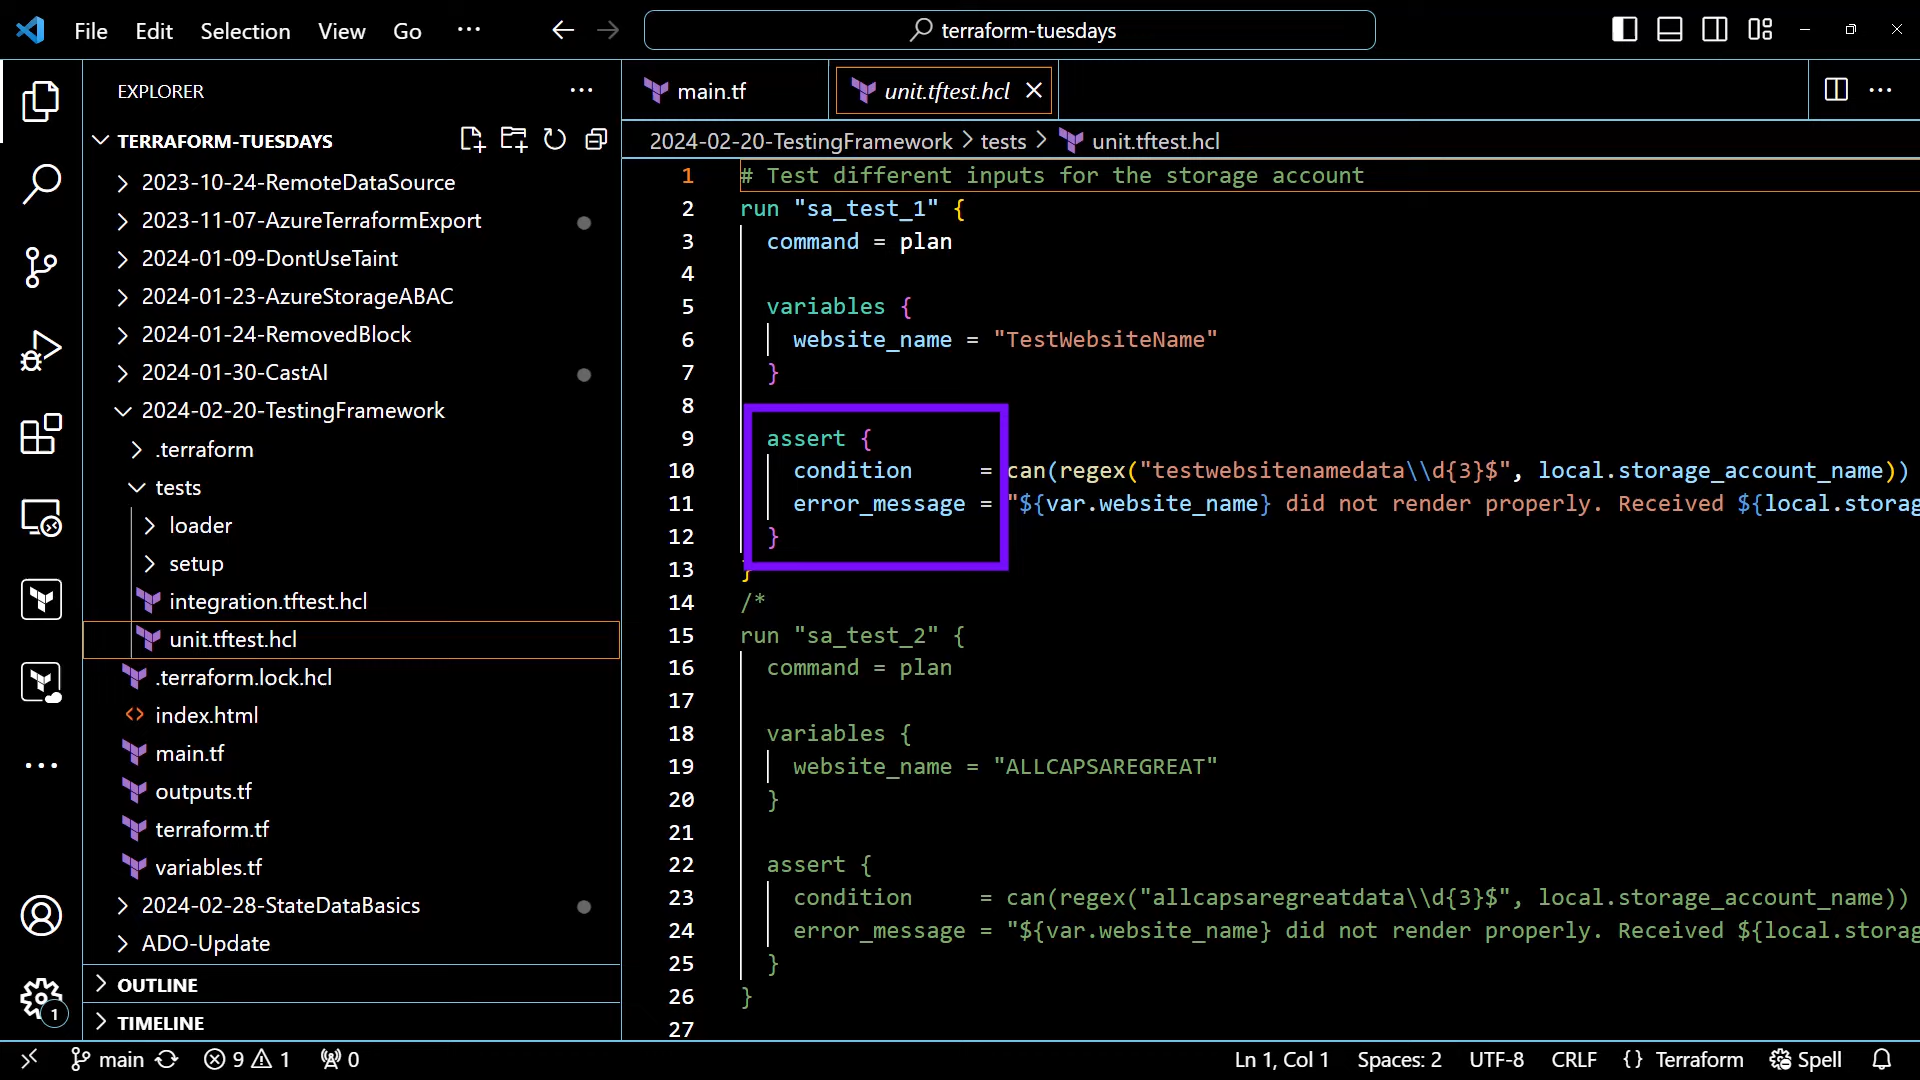 File Edit Selection View Go ··· terraform-tuesdays
EXPLORER ···
TERRAFORM-TUESDAYS
2023-10-24-RemoteDataSource
2023-11-07-AzureTerraformExport
2024-01-09-DontUseTaint
2024-01-23-AzureStorageABAC
2024-01-24-RemovedBlock
2024-01-30-CastAI
2024-02-20-TestingFramework
.terraform
tests
loader
setup
integration.tftest.hcl
unit.tftest.hcl
.terraform.lock.hcl
index.html
main.tf
outputs.tf
terraform.tf
variables.tf
2024-02-28-StateDataBasics
ADO-Update
OUTLINE
TIMELINE
1
main.tf unit.tftest.hcl
2024-02-20-TestingFramework > tests > unit.tftest.hcl
1 # Test different inputs for the storage account
2 run "sa_test_1" {
3 command = plan
4
5 variables {
6 website_name = "TestWebsiteName"
7 }
8
9 assert {
10 condition = can(regex("testwebsitenamedata\\d{3}$", local.storage_account_name))
11 error_message = "${var.website_name} did not render properly. Received ${local.storag
12 }
13 }
14 /*
15 run "sa_test_2" {
16 command = plan
17
18 variables {
19 website_name = "ALLCAPSAREGREAT"
20 }
21
22 assert {
23 condition = can(regex("allcapsaregreatdata\\d{3}$", local.storage_account_name))
24 error_message = "${var.website_name} did not render properly. Received ${local.storag
25 }
26 }
27
main 9 1 0 Ln 1, Col 1 Spaces: 2 UTF-8 CRLF {} Terraform Spell